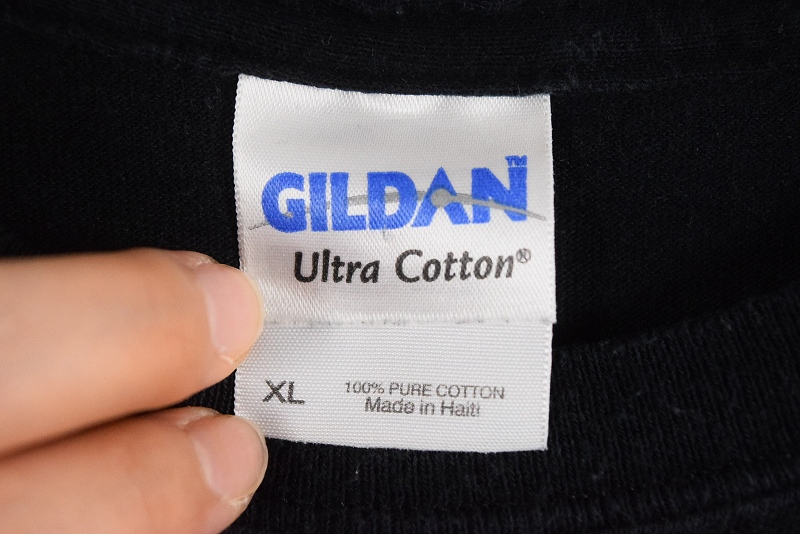 GILDAN™
Ultra Cotton®
XL
100% PURE COTTON
Made in Haiti